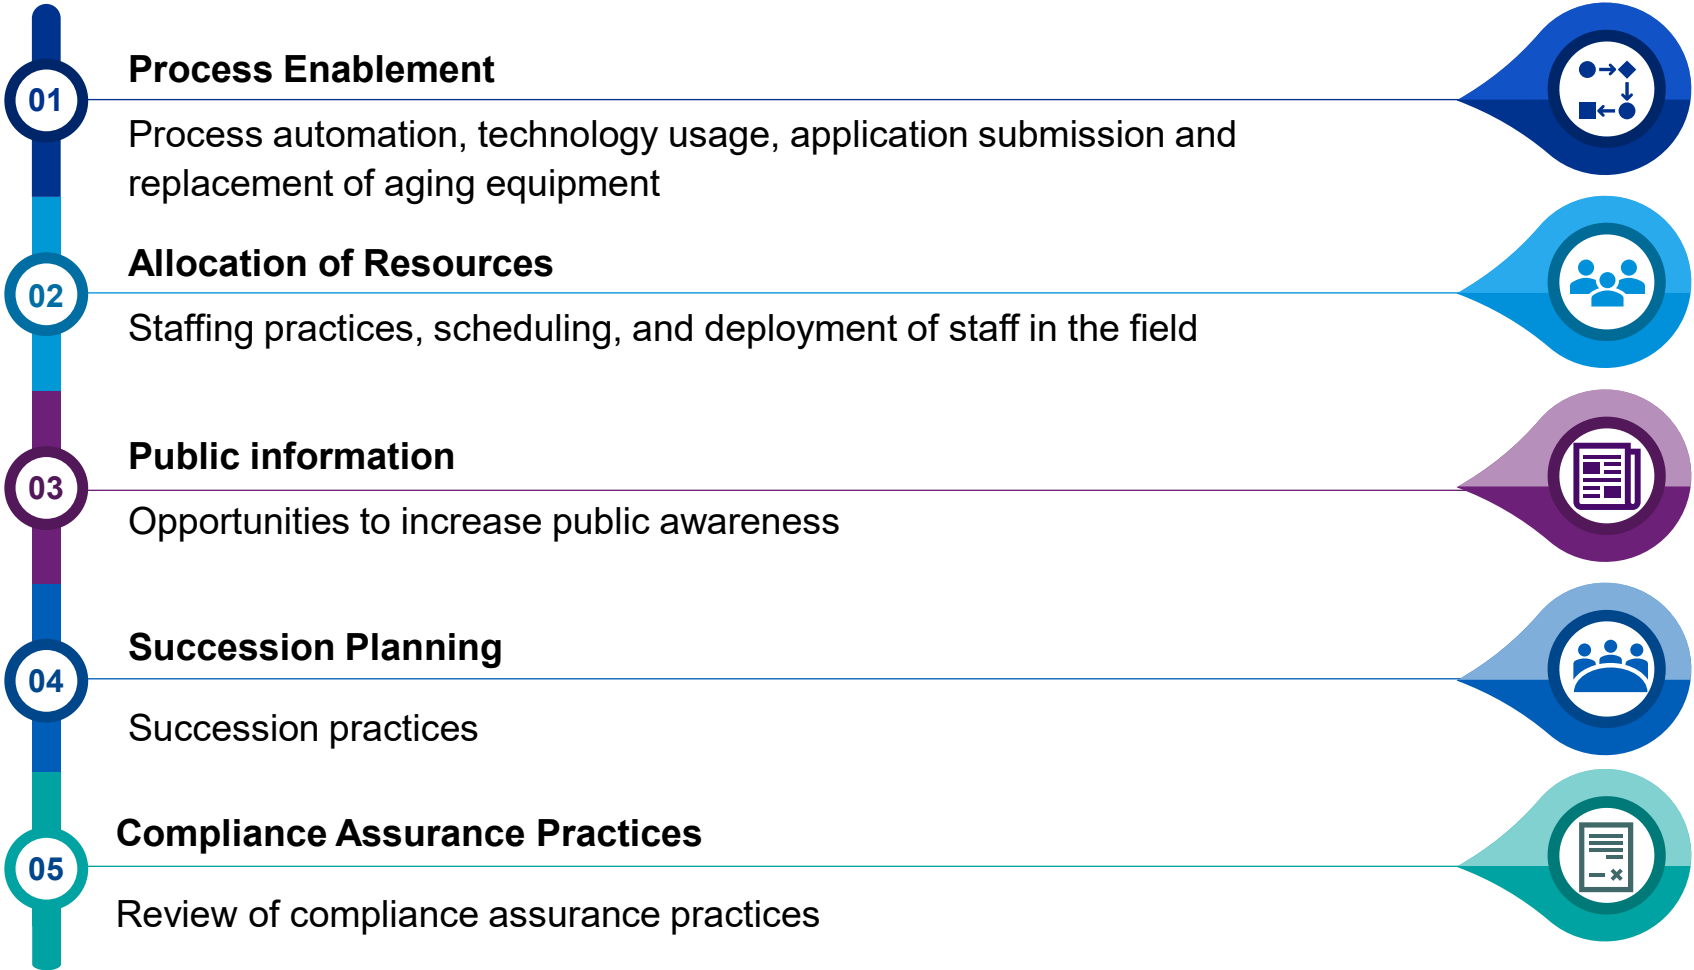 01
Process Enablement
Process automation, technology usage, application submission and
replacement of aging equipment
02
Allocation of Resources
Staffing practices, scheduling, and deployment of staff in the field
03
Public information
Opportunities to increase public awareness
04
Succession Planning
Succession practices
05
Compliance Assurance Practices
Review of compliance assurance practices